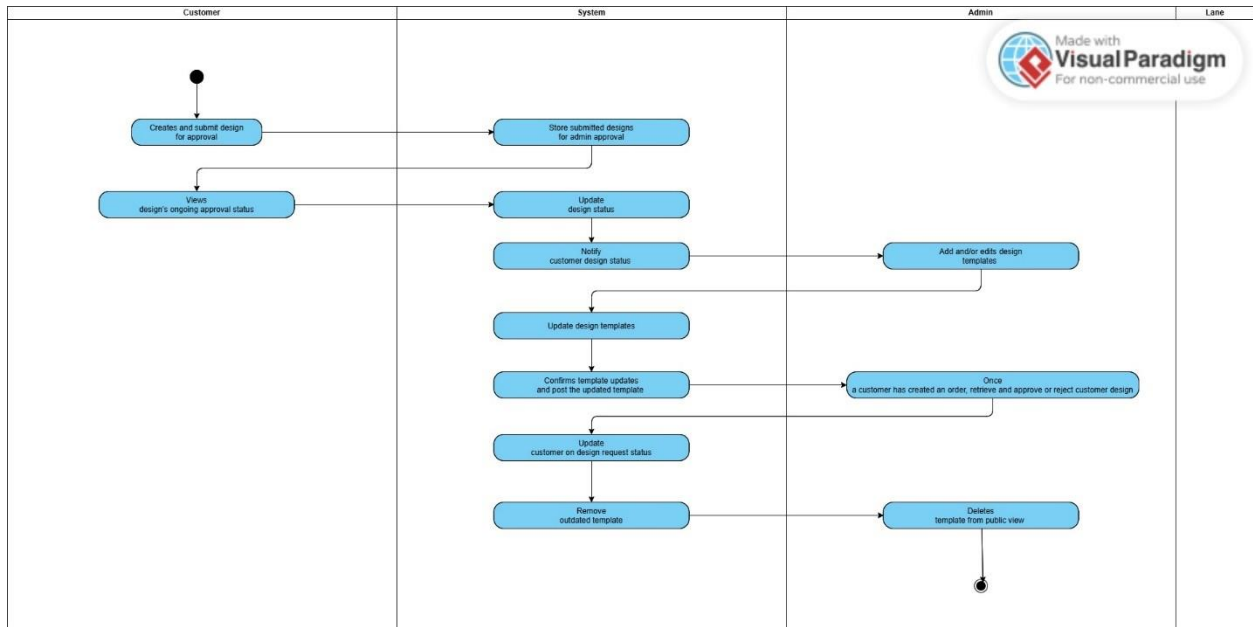 Customer
System
Admin
Lane
Made with
Visual Paradigm
For non-commercial use
Creates and submit design
for approval
Store submitted designs
for admin approval
Views
design's ongoing approval status
Update
design status
Notify
customer design status
Add and/or edits design
templates
Update design templates
Confirms template updates
and post the updated template
Once
a customer has created an order, retrieve and approve or reject customer design
Update
customer on design request status
Remove
outdated template
Deletes
template from public view